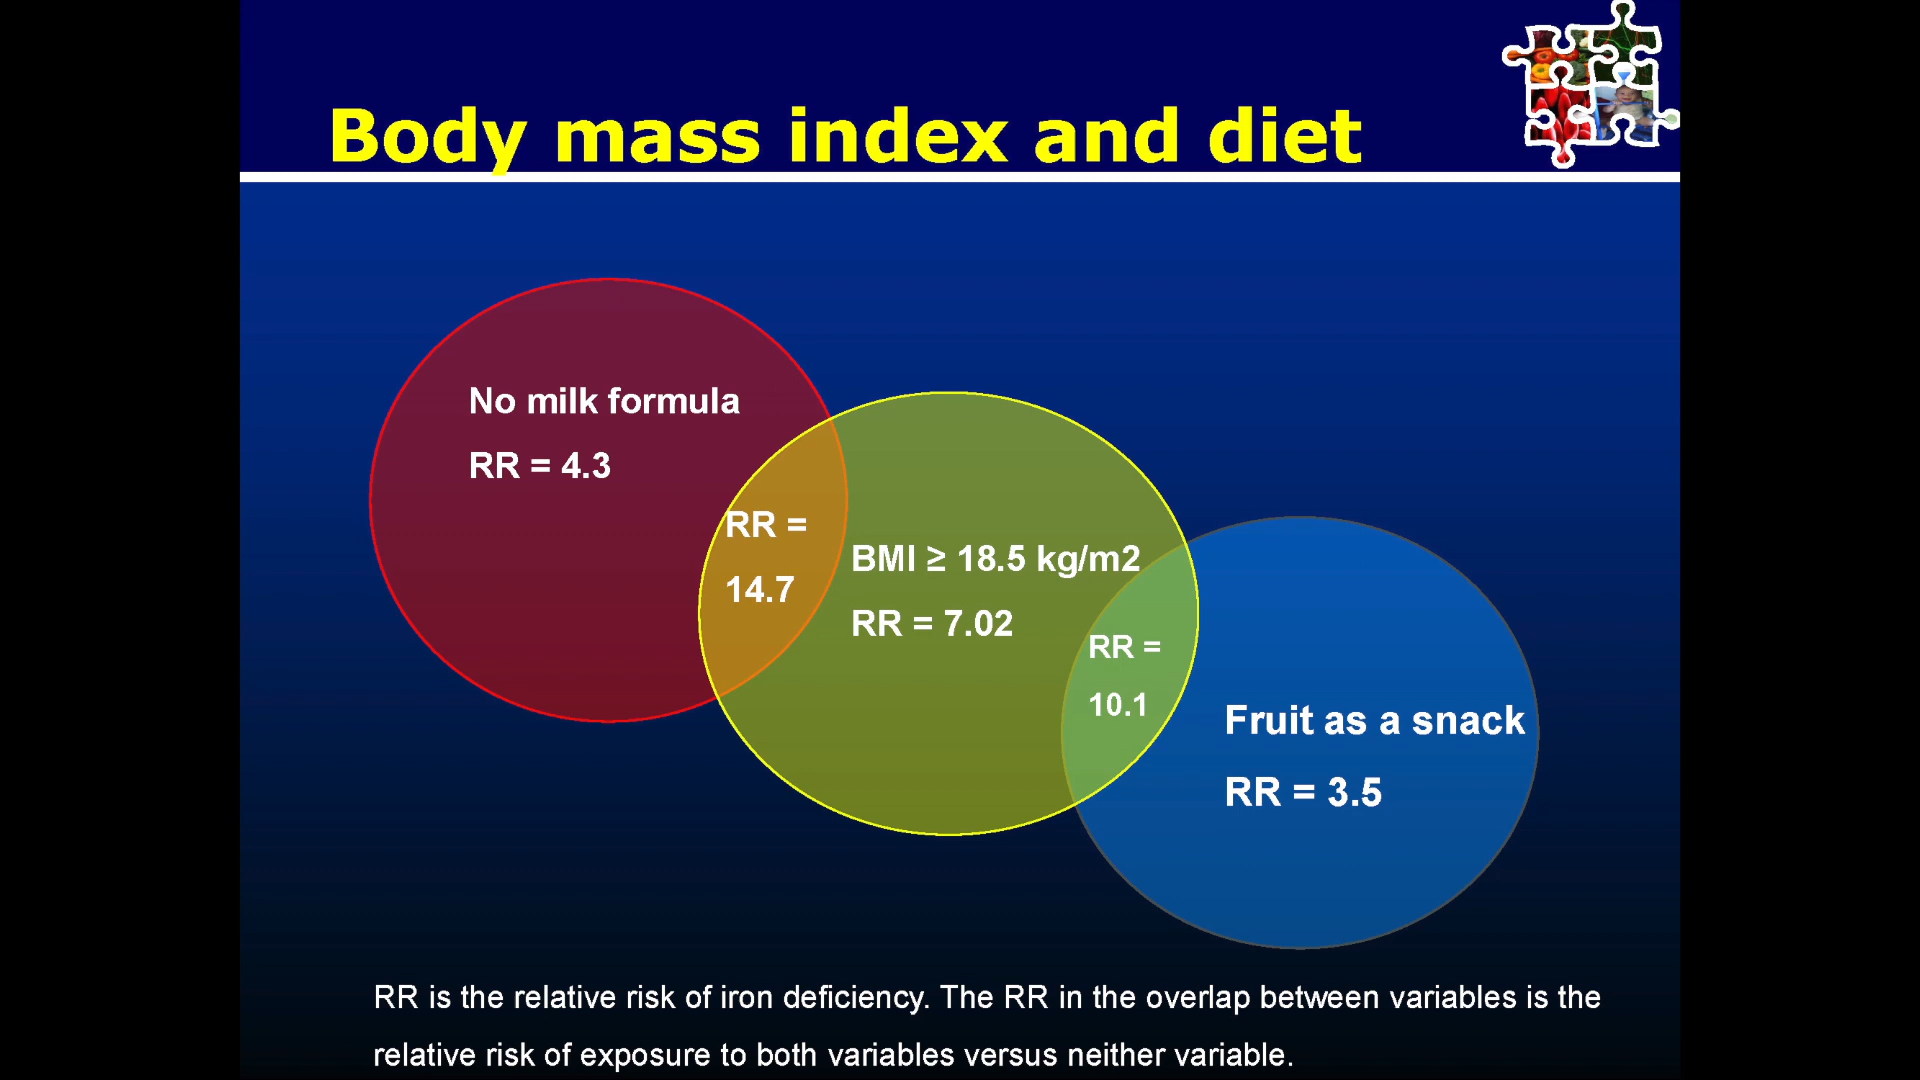 Body mass index and diet
No milk formula
RR = 4.3
RR =
14.7
BMI ≥ 18.5 kg/m2
RR = 7.02
RR =
10.1
Fruit as a snack
RR = 3.5
RR is the relative risk of iron deficiency. The RR in the overlap between variables is the
relative risk of exposure to both variables versus neither variable.